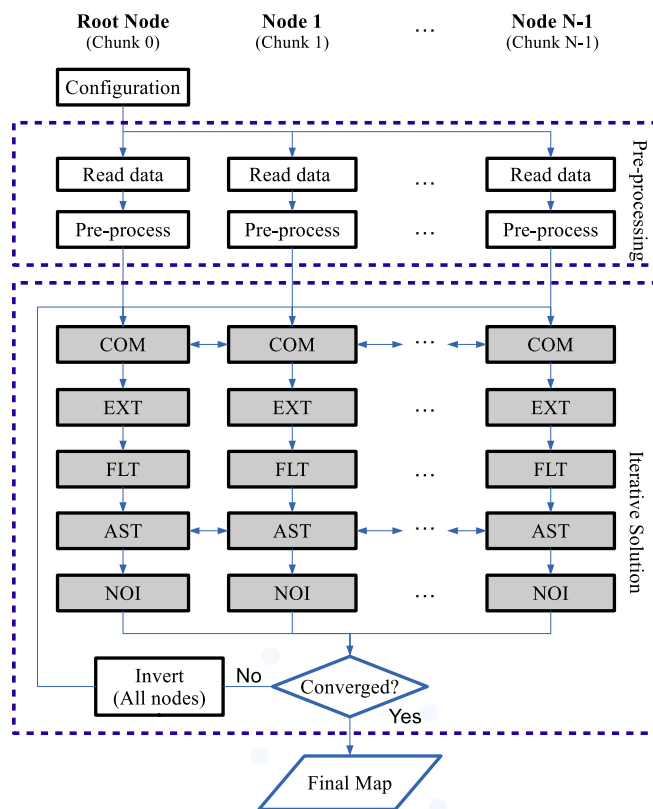 Root Node Node 1 ... Node N-1
(Chunk 0) (Chunk 1) (Chunk N-1)
Configuration
Pre-processing
Read data Read data ... Read data
Pre-process Pre-process ... Pre-process
Iterative Solution
COM COM ... COM
EXT EXT ... EXT
FLT FLT ... FLT
AST AST ... AST
NOI NOI ... NOI
Invert
(All nodes)
No
Converged?
Yes
Final Map